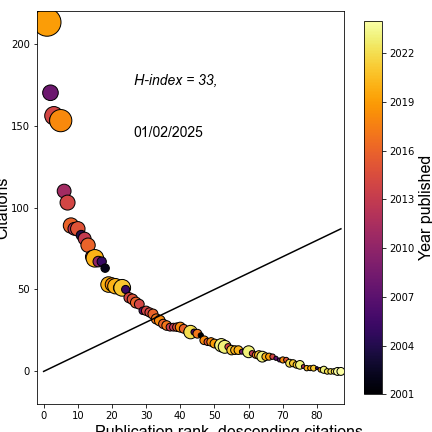 H-index = 33,
01/02/2025
200
150
100
50
0
0 10 20 30 40 50 60 70 80
Publication rank, descending citations
Citations
2022
2019
2016
2013
2010
2007
2004
2001
Year published